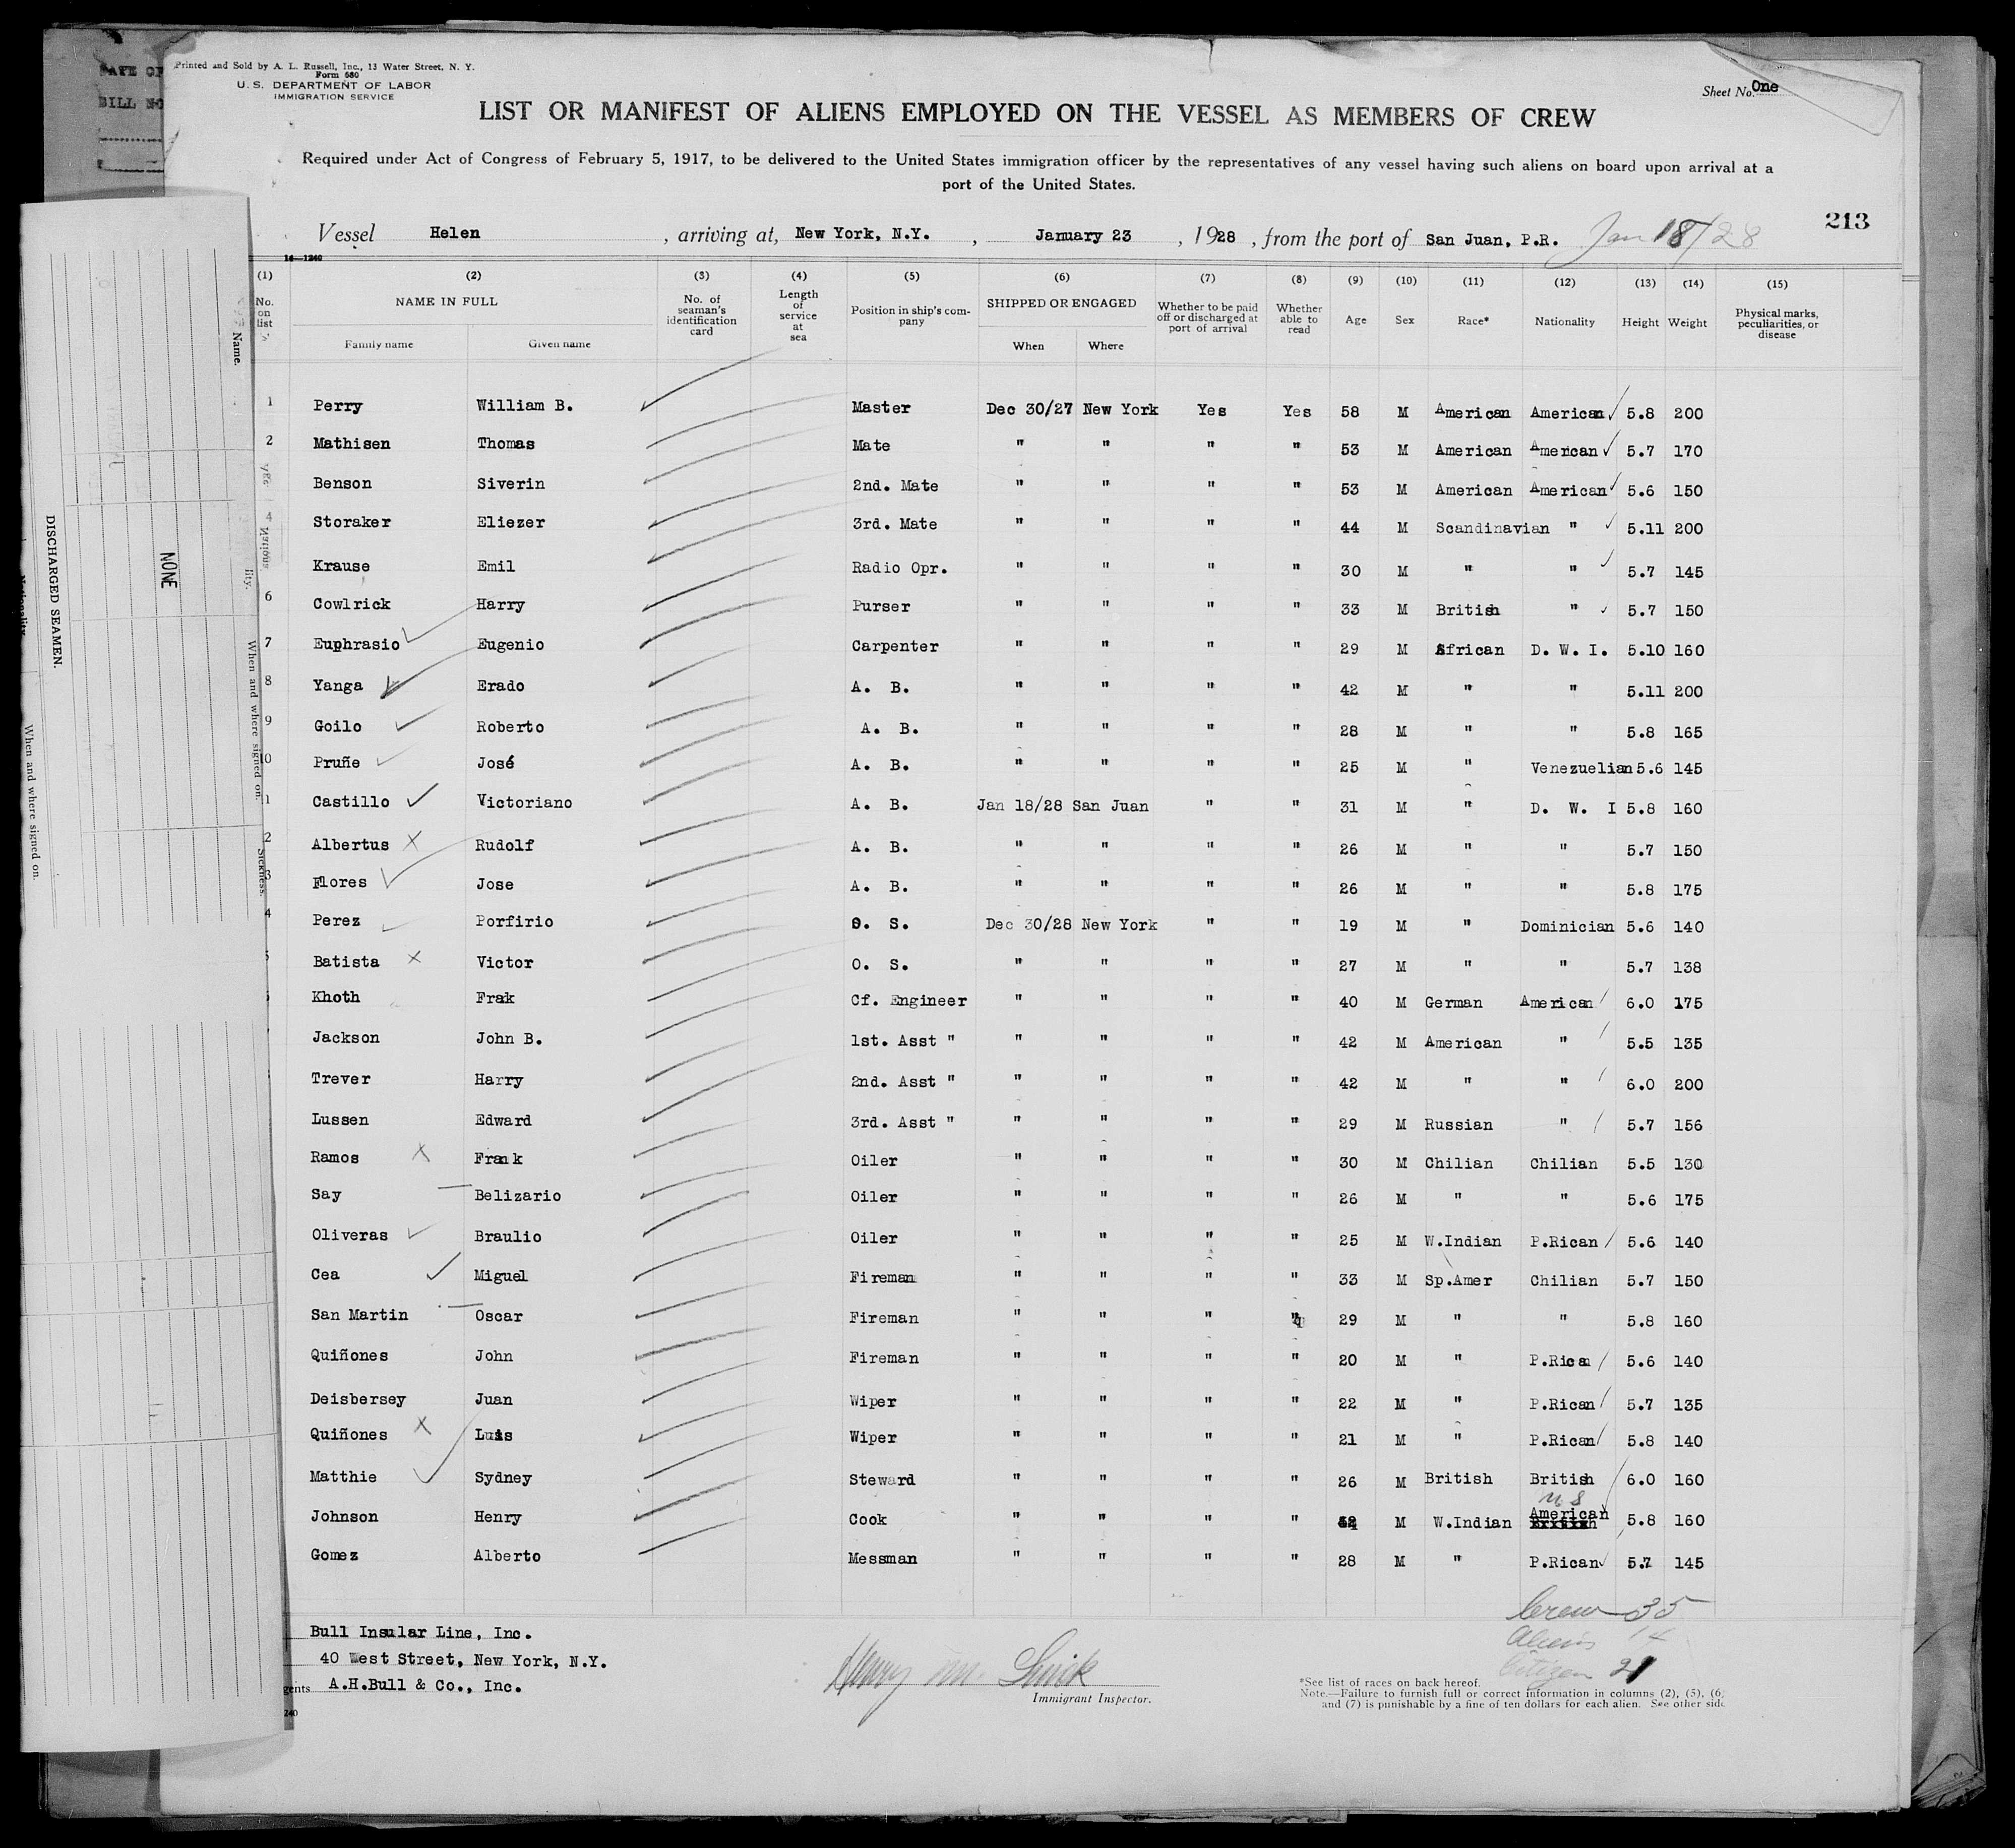 Printed and Sold by A. L. Russell, Inc., 13 Water Street, N. Y.
Form 680
U. S. DEPARTMENT OF LABOR
IMMIGRATION SERVICE
Sheet No. One
LIST OR MANIFEST OF ALIENS EMPLOYED ON THE VESSEL AS MEMBERS OF CREW
Required under Act of Congress of February 5, 1917, to be delivered to the United States immigration officer by the representatives of any vessel having such aliens on board upon arrival at a
port of the United States.
213
Vessel Helen , arriving at, New York, N.Y. , January 23 , 1928 , from the port of San Juan, P.R. Jan 18/28
14—1240
(1) (2) (3) (4) (5) (6) (7) (8) (9) (10) (11) (12) (13) (14) (15)
No. on list NAME IN FULL Family name Given name No. of seaman's identification card Length of service at sea Position in ship's company SHIPPED OR ENGAGED When Where Whether to be paid off or discharged at port of arrival Whether able to read Age Sex Race* Nationality Height Weight Physical marks, peculiarities, or disease
1 Perry William B. Master Dec 30/27 New York Yes Yes 58 M American American 5.8 200
2 Mathisen Thomas Mate " " " " 53 M American American 5.7 170
Benson Siverin 2nd. Mate " " " " 53 M American American 5.6 150
4 Storaker Eliezer 3rd. Mate " " " " 44 M Scandinavian " 5.11 200
Krause Emil Radio Opr. " " " " 30 M " " 5.7 145
6 Cowlrick Harry Purser " " " " 33 M British " 5.7 150
7 Euphrasio Eugenio Carpenter " " " " 29 M African D. W. I. 5.10 160
8 Yanga Erado A. B. " " " " 42 M " " 5.11 200
9 Goilo Roberto A. B. " " " " 28 M " " 5.8 165
10 Pruñe José A. B. " " " " 25 M " Venezuelian 5.6 145
1 Castillo Victoriano A. B. Jan 18/28 San Juan " " 31 M " D. W. I 5.8 160
2 Albertus Rudolf A. B. " " " " 26 M " " 5.7 150
3 Flores Jose A. B. " " " " 26 M " " 5.8 175
4 Perez Porfirio O. S. Dec 30/28 New York " " 19 M " Dominician 5.6 140
Batista Victor O. S. " " " " 27 M " " 5.7 138
Khoth Frak Cf. Engineer " " " " 40 M German American 6.0 175
Jackson John B. 1st. Asst " " " " " 42 M American " 5.5 135
Trever Harry 2nd. Asst " " " " " 42 M " " 6.0 200
Lussen Edward 3rd. Asst " " " " " 29 M Russian " 5.7 156
Ramos Frank Oiler " " " " 30 M Chilian Chilian 5.5 130
Say Belizario Oiler " " " " 26 M " " 5.6 175
Oliveras Braulio Oiler " " " " 25 M W.Indian P.Rican 5.6 140
Cea Miguel Fireman " " " " 33 M Sp.Amer Chilian 5.7 150
San Martin Oscar Fireman " " " " 29 M " " 5.8 160
Quiñones John Fireman " " " " 20 M " P.Rica 5.6 140
Deisbersey Juan Wiper " " " " 22 M " P.Rican 5.7 135
Quiñones Luis Wiper " " " " 21 M " P.Rican 5.8 140
Matthie Sydney Steward " " " " 26 M British British 6.0 160
U S
Johnson Henry Cook " " " " M W.Indian American 5.8 160
Gomez Alberto Messman " " " " 28 M " P.Rican 5.7 145
Crew 35
Aliens 14
Citizen 21
Bull Insular Line, Inc.
40 West Street, New York, N.Y.
gents A.H.Bull & Co., Inc.
240
Henry M.
Immigrant Inspector.
*See list of races on back hereof.
Note.—Failure to furnish full or correct information in columns (2), (5), (6)
and (7) is punishable by a fine of ten dollars for each alien. See other side
DISCHARGED SEAMEN.
NONE
Name.
When and where signed on.
Sickness.
When and where signed on.
Nationality
BILL NO